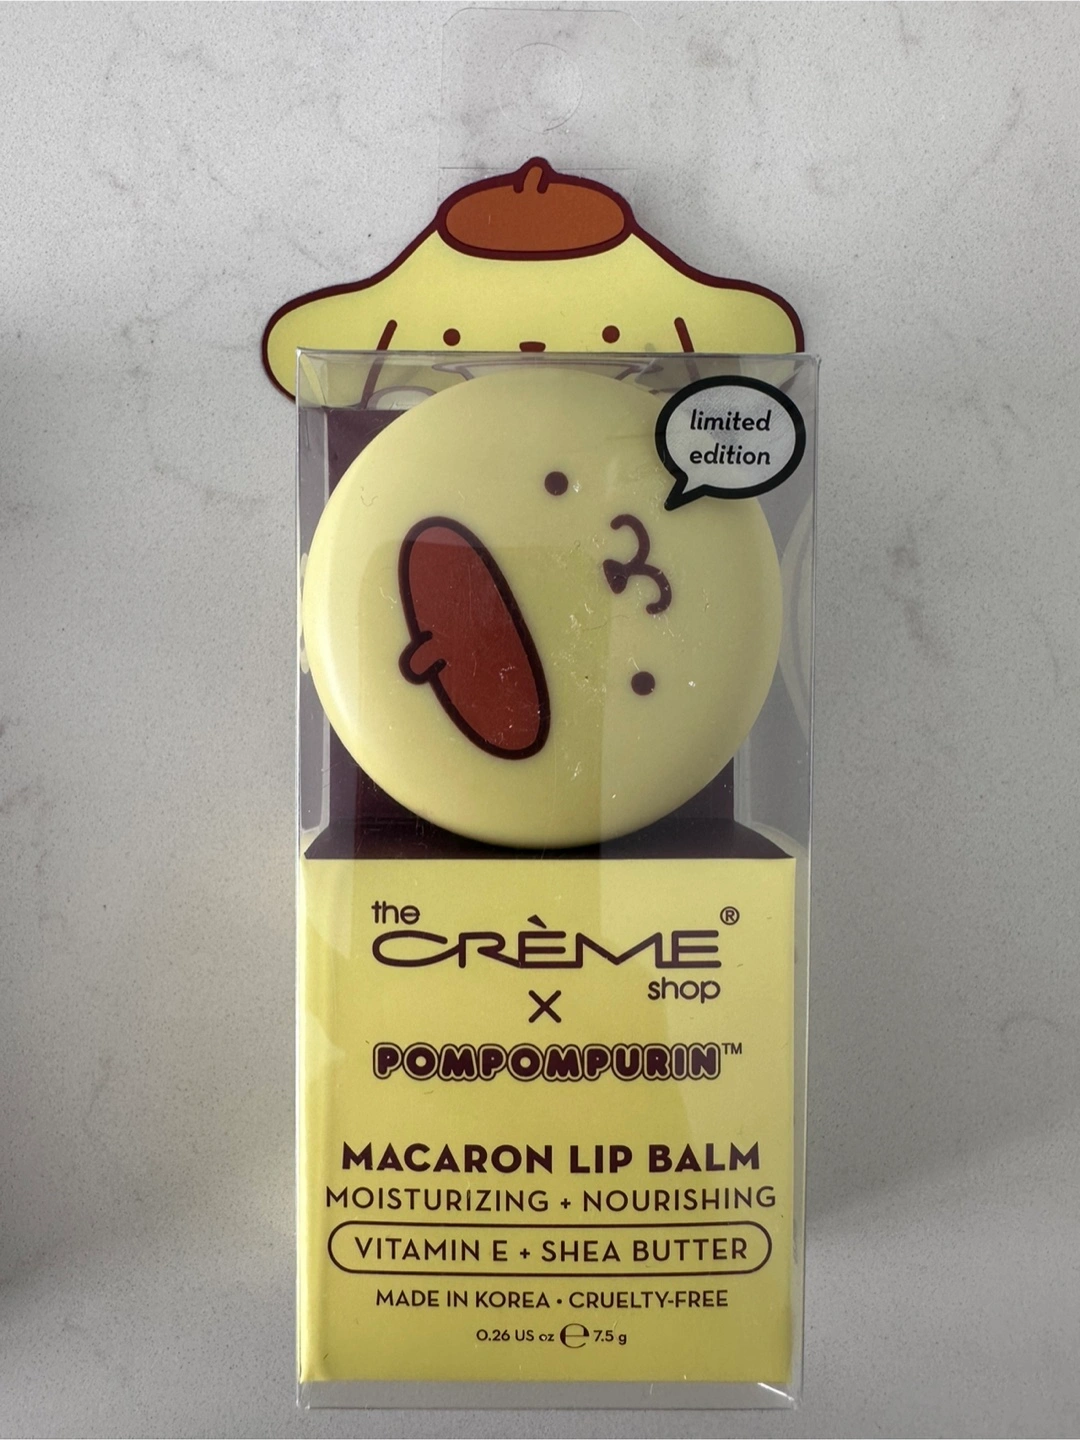 limited
edition
the
CRÈME®
shop
X
POMPOMPURIN™
MACARON LIP BALM
MOISTURIZING + NOURISHING
VITAMIN E + SHEA BUTTER
MADE IN KOREA • CRUELTY-FREE
0.26 US oz ℮ 7.5 g